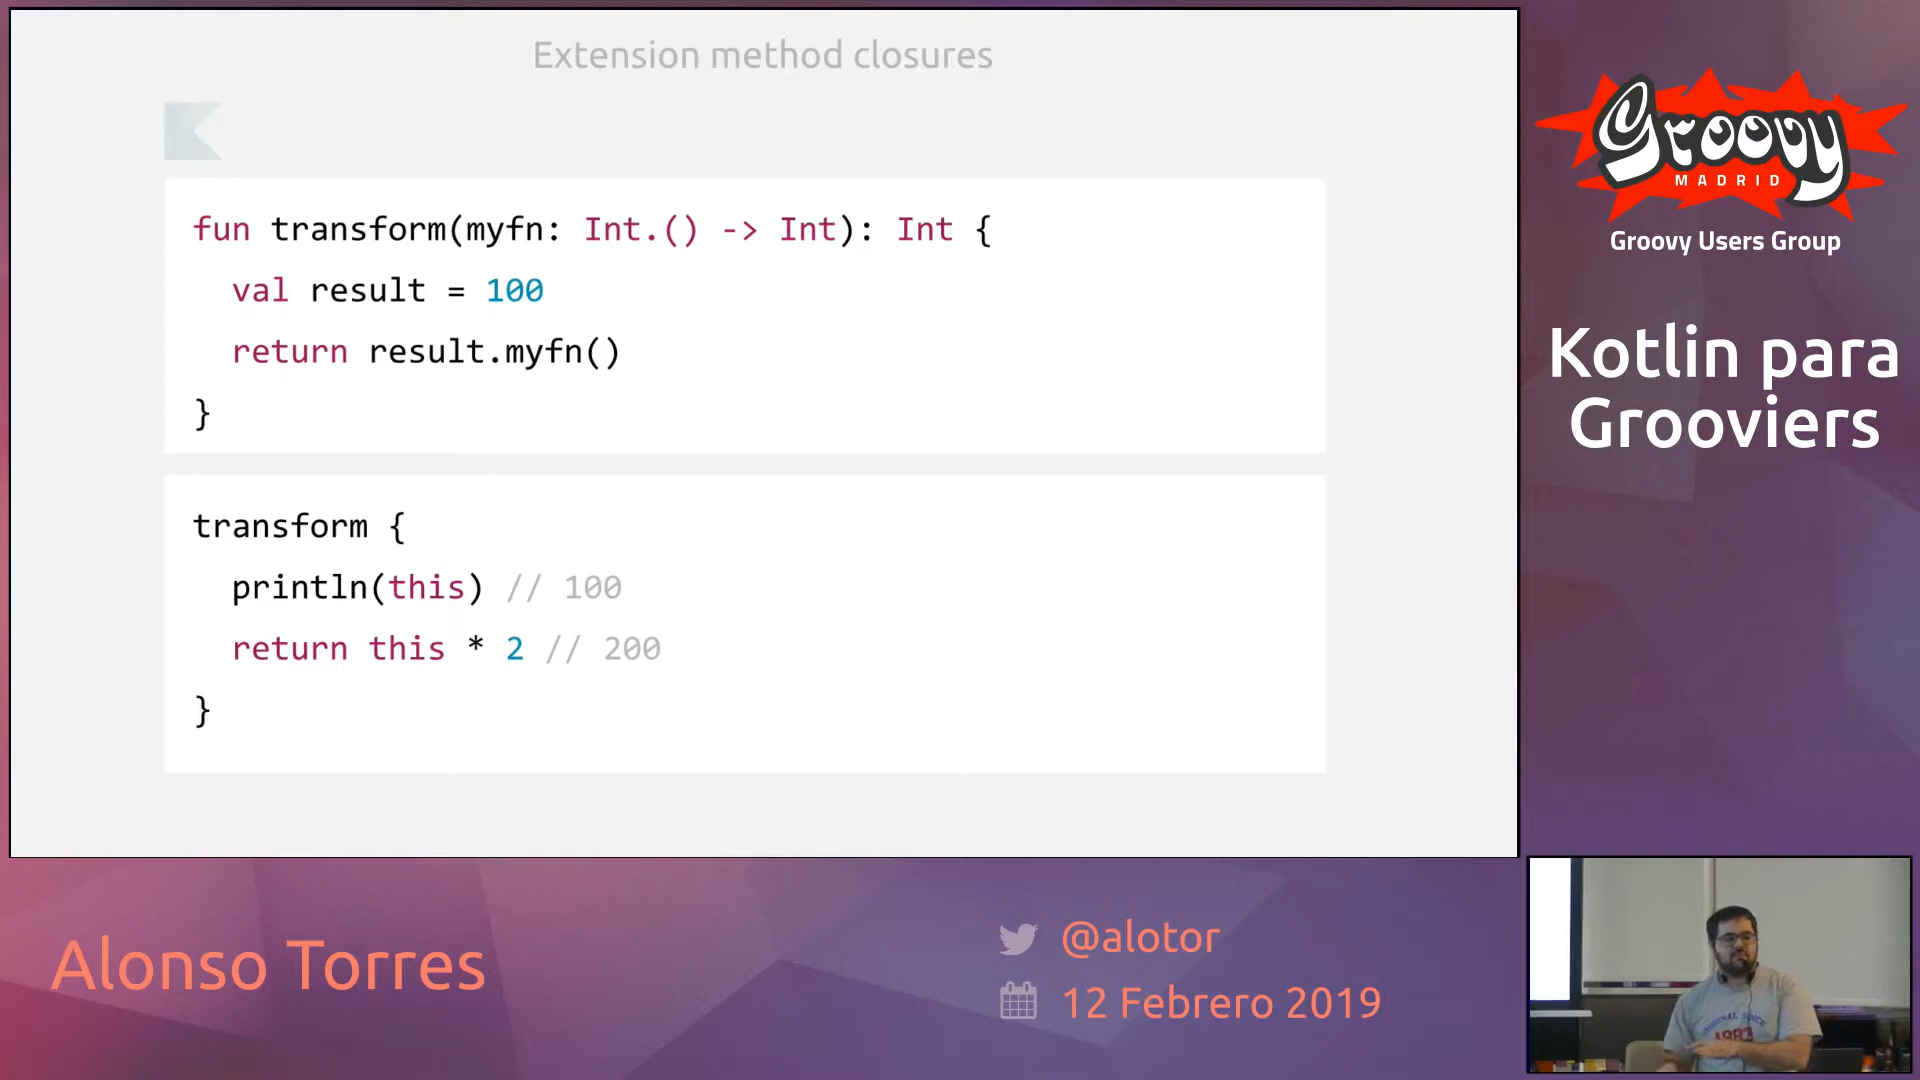 Extension method closures
fun transform(myfn: Int.() -> Int): Int {
  val result = 100
  return result.myfn()
}
transform {
  println(this) // 100
  return this * 2 // 200
}
Groovy
MADRID
Groovy Users Group
Kotlin para
Grooviers
Alonso Torres
@alotor
12 Febrero 2019